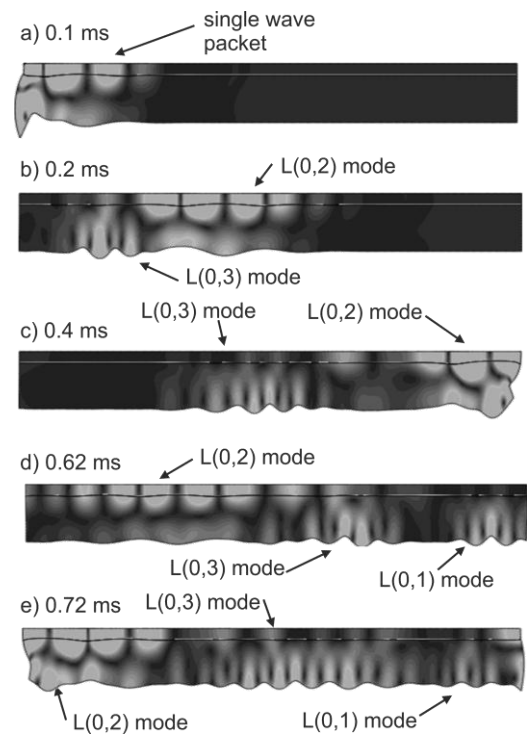 a) 0.1 ms
single wave
packet
b) 0.2 ms
L(0,2) mode
L(0,3) mode
L(0,3) mode
L(0,2) mode
c) 0.4 ms
d) 0.62 ms
L(0,2) mode
L(0,3) mode
L(0,1) mode
L(0,3) mode
e) 0.72 ms
L(0,2) mode
L(0,1) mode